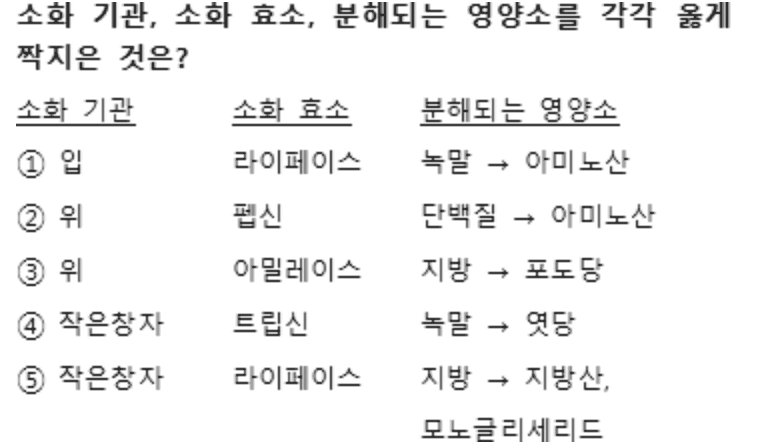 소화 기관, 소화 효소, 분해되는 영양소를 각각 옳게
짝지은 것은?
소화 기관 소화 효소 분해되는 영양소
① 입 라이페이스 녹말 → 아미노산
② 위 펩신 단백질 → 아미노산
③ 위 아밀레이스 지방 → 포도당
④ 작은창자 트립신 녹말 → 엿당
⑤ 작은창자 라이페이스 지방 → 지방산,
모노글리세리드